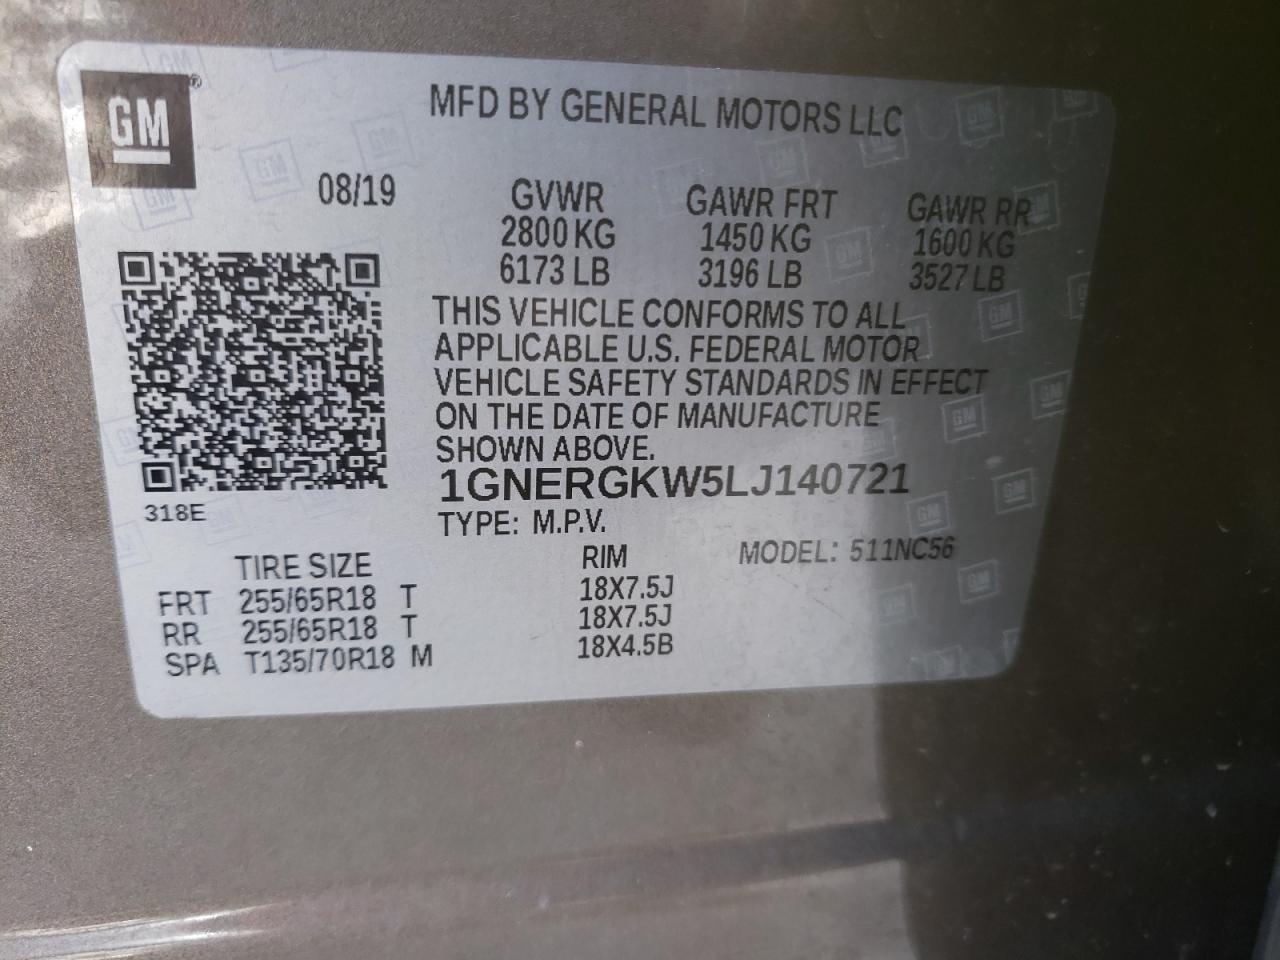 GM
MFD BY GENERAL MOTORS LLC
08/19 GVWR GAWR FRT GAWR RR
2800 KG 1450 KG 1600 KG
6173 LB 3196 LB 3527 LB
THIS VEHICLE CONFORMS TO ALL
APPLICABLE U.S. FEDERAL MOTOR
VEHICLE SAFETY STANDARDS IN EFFECT
ON THE DATE OF MANUFACTURE
SHOWN ABOVE.
1GNERGKW5LJ140721
318E
TYPE: M.P.V.
TIRE SIZE RIM MODEL: 511NC56
FRT 255/65R18 T 18X7.5J
RR 255/65R18 T 18X7.5J
SPA T135/70R18 M 18X4.5B